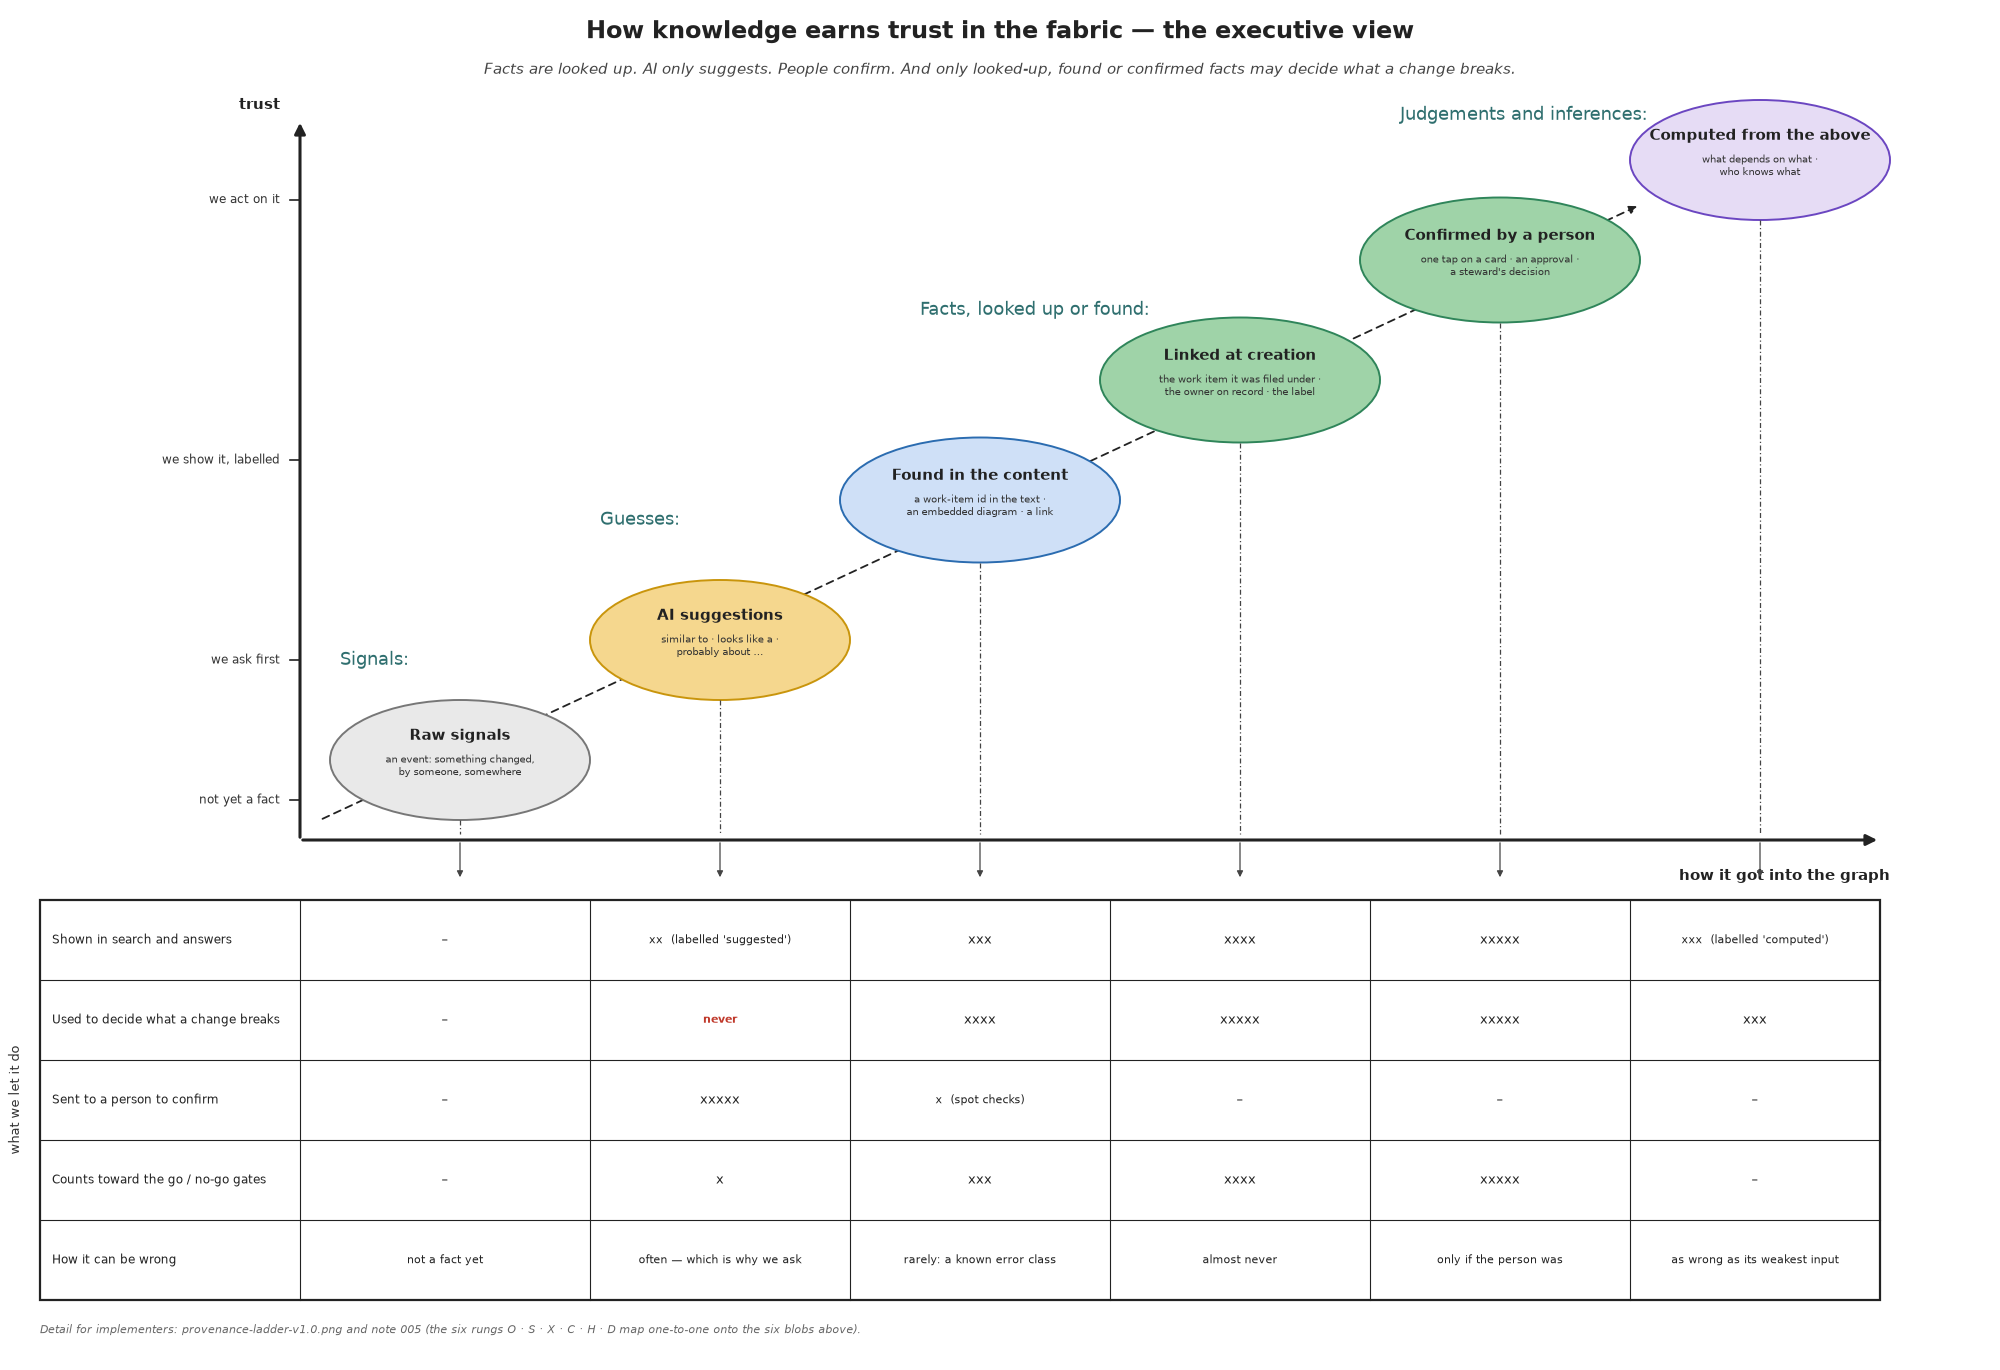 How knowledge earns trust in the fabric — the executive view
Facts are looked up. AI only suggests. People confirm. And only looked-up, found or confirmed facts may decide what a change breaks.
trust
we act on it
we show it, labelled
we ask first
not yet a fact
Judgements and inferences:
Computed from the above
what depends on what ·
who knows what
Confirmed by a person
one tap on a card · an approval ·
a steward's decision
Facts, looked up or found:
Linked at creation
the work item it was filed under ·
the owner on record · the label
Found in the content
a work-item id in the text ·
an embedded diagram · a link
Guesses:
AI suggestions
similar to · looks like a ·
probably about ...
Signals:
Raw signals
an event: something changed,
by someone, somewhere
how it got into the graph
what we let it do
Shown in search and answers – xx (labelled 'suggested') xxx xxxx xxxxx xxx (labelled 'computed')
Used to decide what a change breaks – never xxxx xxxxx xxxxx xxx
Sent to a person to confirm – xxxxx x (spot checks) – – –
Counts toward the go / no-go gates – x xxx xxxx xxxxx –
How it can be wrong not a fact yet often — which is why we ask rarely: a known error class almost never only if the person was as wrong as its weakest input
Detail for implementers: provenance-ladder-v1.0.png and note 005 (the six rungs O · S · X · C · H · D map one-to-one onto the six blobs above).